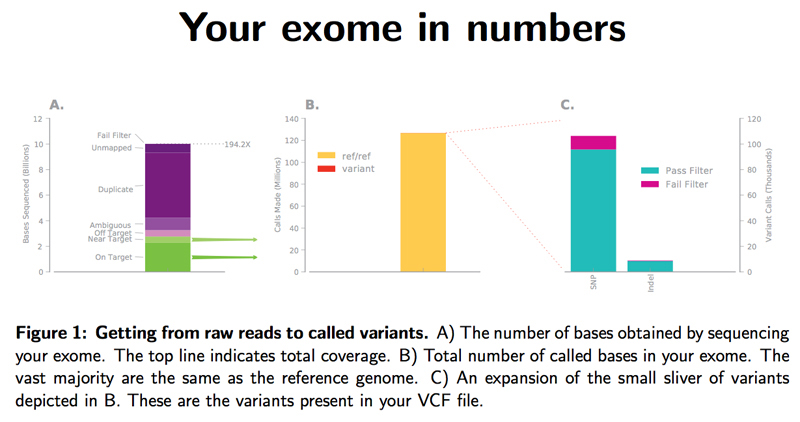 Your exome in numbers
A.
12
10
8
6
4
2
0
Bases Sequenced (Billions)
Fail Filter
Unmapped
Duplicate
Ambiguous
Off Target
Near Target
On Target
194.2X
B.
140
120
100
80
60
40
20
0
Calls Made (Millions)
ref/ref
variant
C.
SNP
Indel
Pass Filter
Fail Filter
120
100
80
60
40
20
0
Variant Calls (Thousands)
Figure 1: Getting from raw reads to called variants. A) The number of bases obtained by sequencing
your exome. The top line indicates total coverage. B) Total number of called bases in your exome. The
vast majority are the same as the reference genome. C) An expansion of the small sliver of variants
depicted in B. These are the variants present in your VCF file.